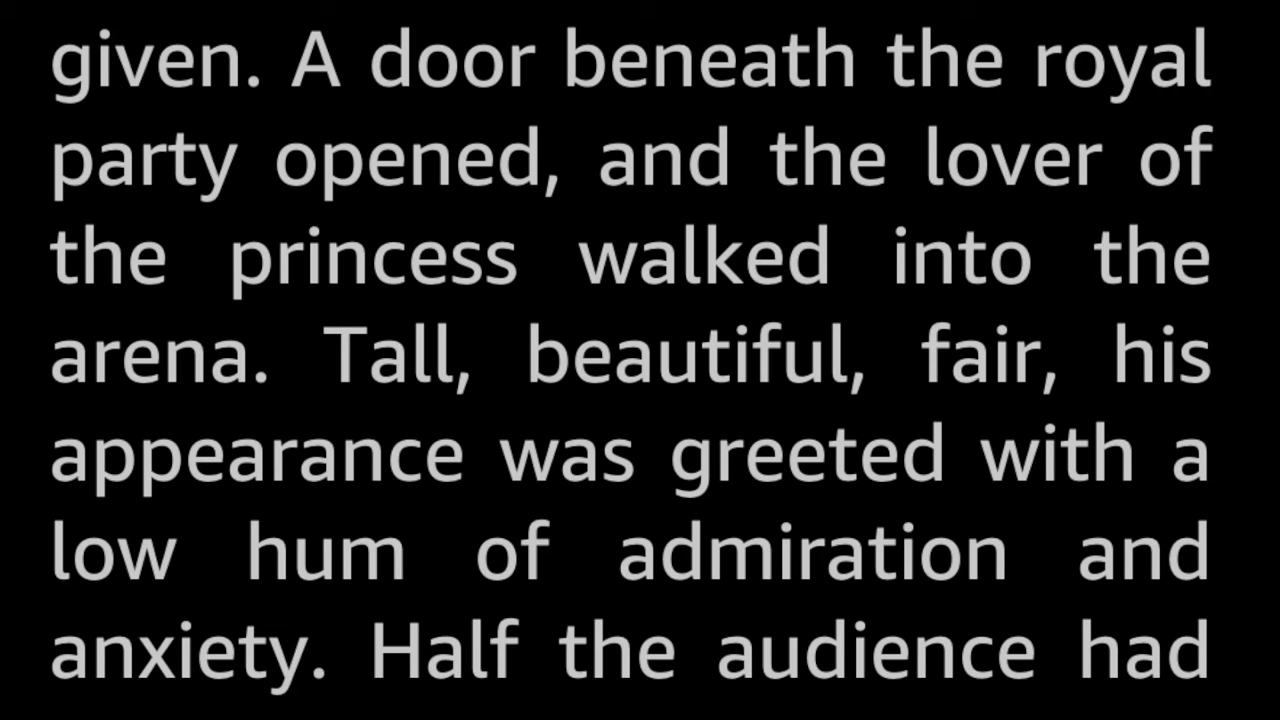 given. A door beneath the royal
party opened, and the lover of
the princess walked into the
arena. Tall, beautiful, fair, his
appearance was greeted with a
low hum of admiration and
anxiety. Half the audience had